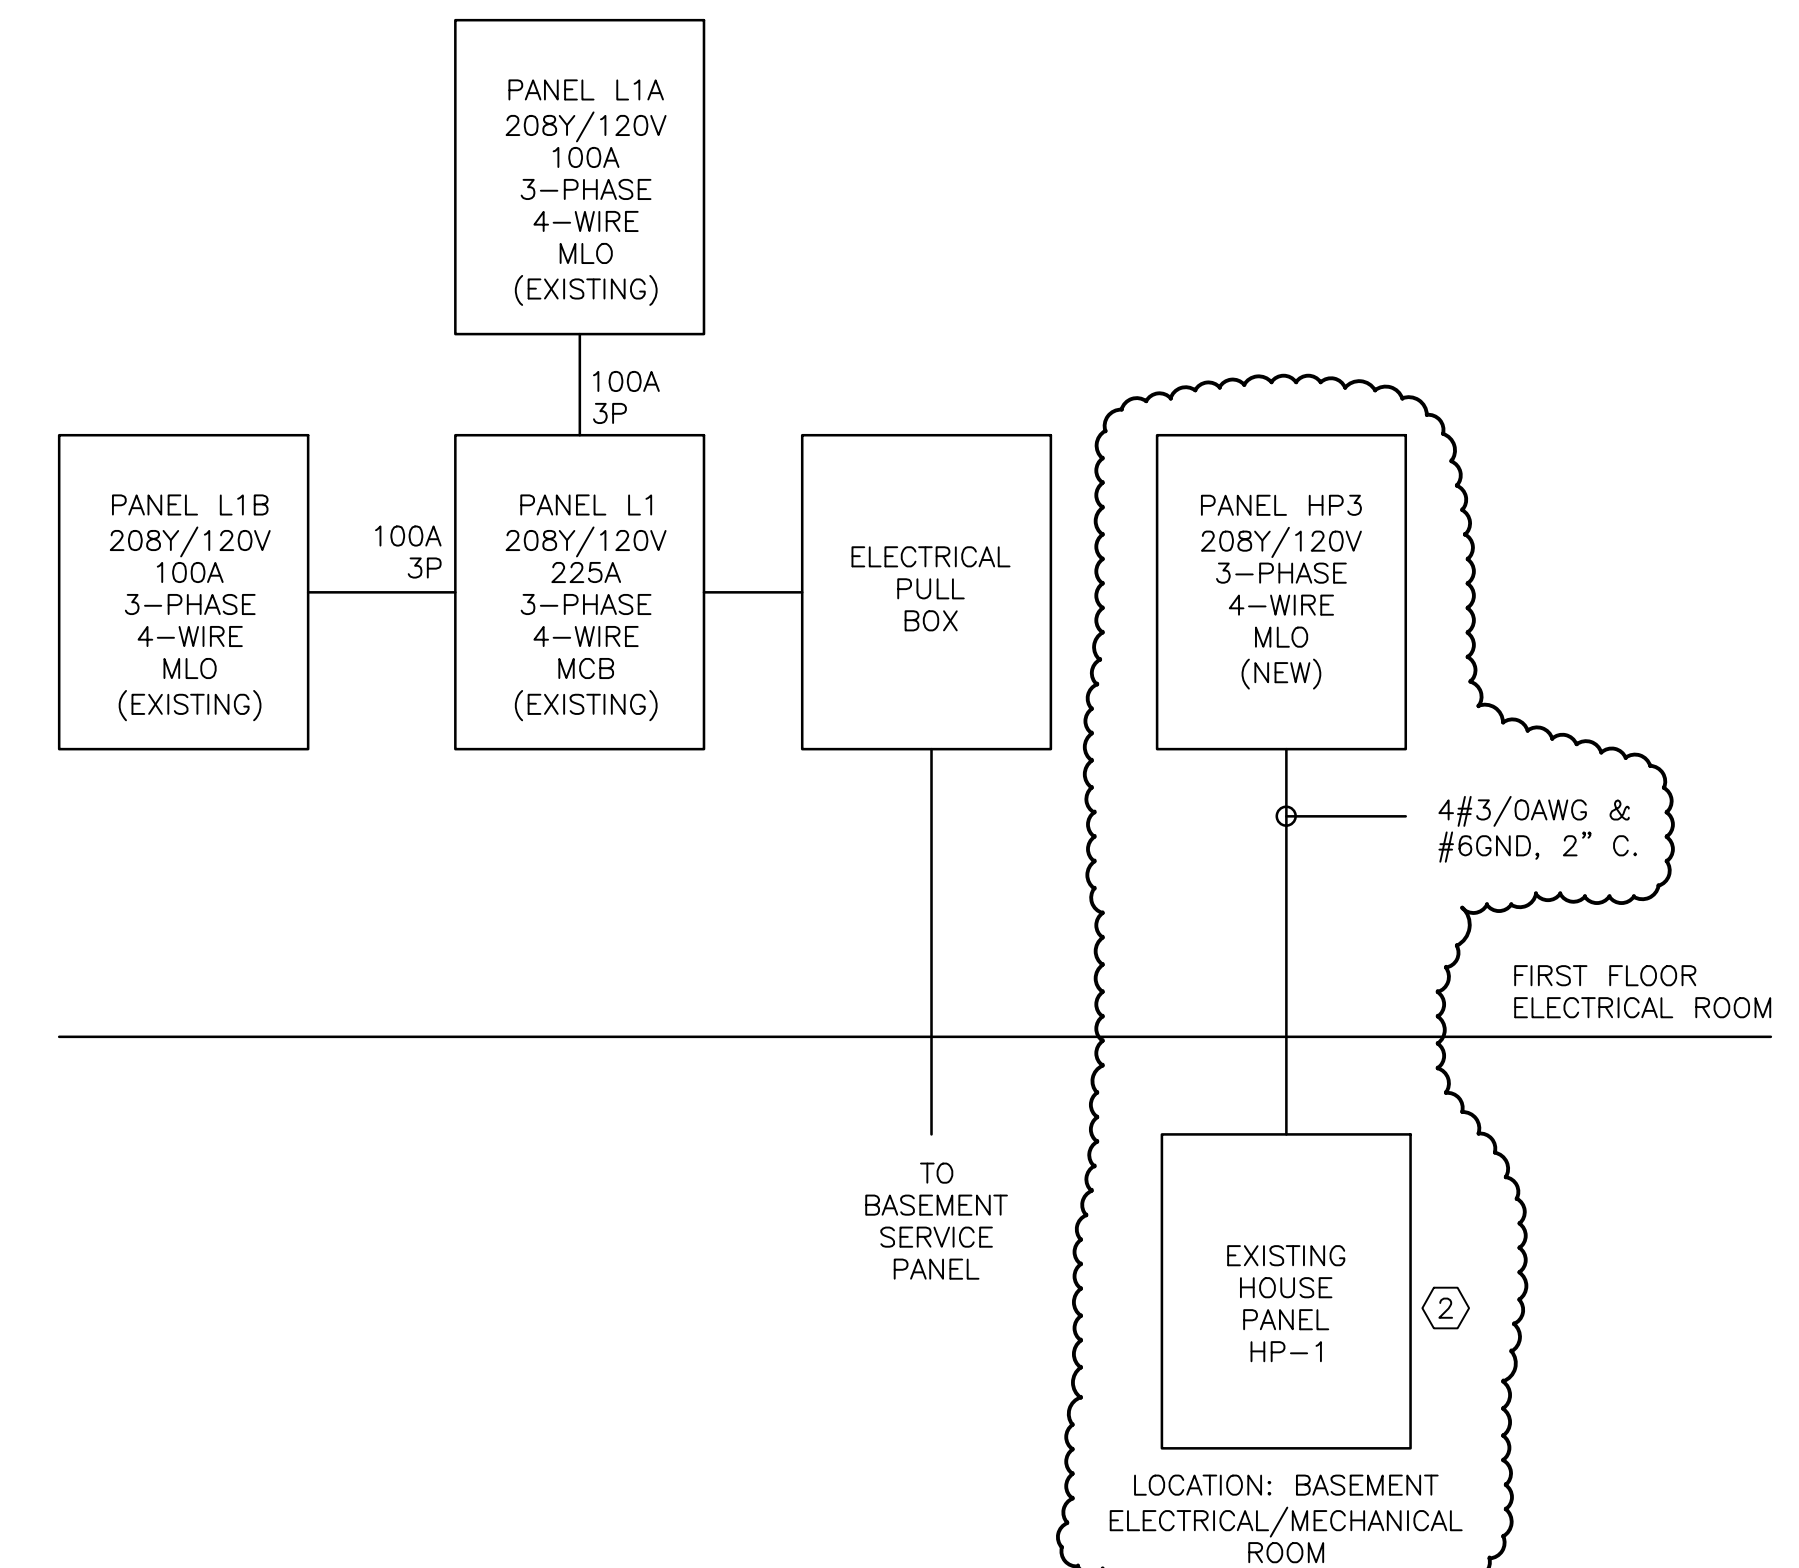 PANEL L1A
208Y/120V
100A
3-PHASE
4-WIRE
MLO
(EXISTING)
100A
3P
PANEL L1B
208Y/120V
100A
3-PHASE
4-WIRE
MLO
(EXISTING)
100A
3P
PANEL L1
208Y/120V
225A
3-PHASE
4-WIRE
MCB
(EXISTING)
ELECTRICAL
PULL
BOX
PANEL HP3
208Y/120V
3-PHASE
4-WIRE
MLO
(NEW)
4#3/0AWG &
#6GND, 2" C.
FIRST FLOOR
ELECTRICAL ROOM
TO
BASEMENT
SERVICE
PANEL
EXISTING
HOUSE
PANEL
HP-1
2
LOCATION: BASEMENT
ELECTRICAL/MECHANICAL
ROOM